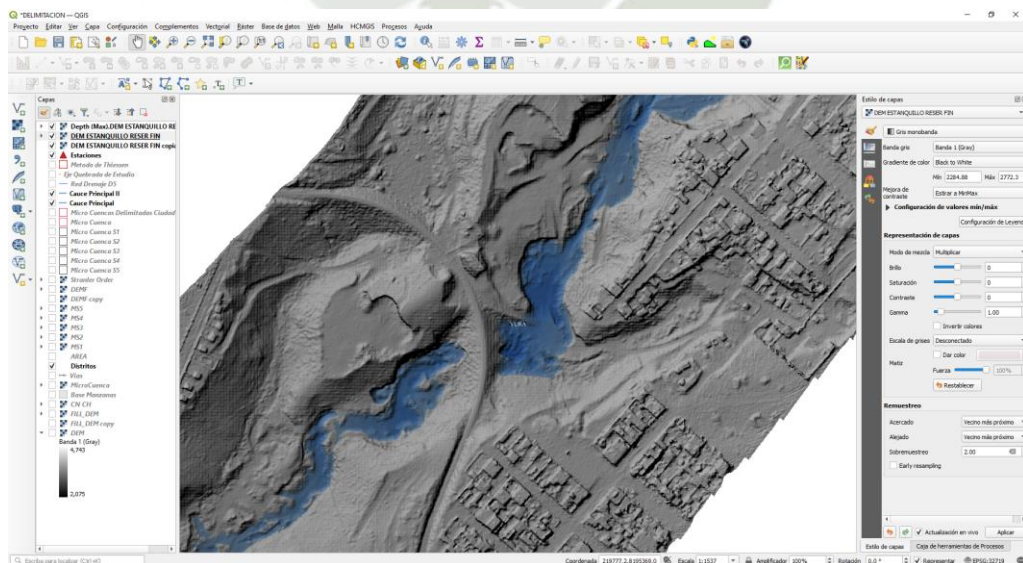 *DELIMITACION — QGIS
Proyecto Editar Ver Capa Configuración Complementos Vectorial Ráster Base de datos Web Malla HCMGIS Procesos Ayuda
Capas
Depth (Max).DEM ESTANQUILLO RE
DEM ESTANQUILLO RESER FIN
DEM ESTANQUILLO RESER FIN copia
Estaciones
Metodo de Thiessen
Eje Quebrada de Estudio
Red Drenaje D5
Cauce Principal II
Cauce Principal
Micro Cuencas Delimitadas Ciudad
Micro Cuenca
Micro Cuenca S1
Micro Cuenca S2
Micro Cuenca S3
Micro Cuenca S4
Micro Cuenca S5
Stranler Order
DEMF
DEMF copy
MS5
MS4
MS3
MS2
MS1
AREA
Distritos
Vias
MicroCuenca
Base Manzanas
CN CH
FILL_DEM
FILL_DEM copy
DEM
Banda 1 (Gray)
4,743
2,075
YURA
Estilo de capas
DEM ESTANQUILLO RESER FIN
Gris monobanda
Banda gris Banda 1 (Gray)
Gradiente de color Black to White
Mín 2284.88 Máx 2772.3
Mejora de contraste Estirar a MinMax
Configuración de valores mín/máx
Configuración de Leyend
Representación de capas
Modo de mezcla Multiplicar
Brillo 0
Saturación 0
Contraste 0
Gamma 1.00
Invertir colores
Escala de grises Desconectado
Matiz Dar color
Fuerza 100%
Restablecer
Remuestreo
Acercado Vecino más próximo
Alejado Vecino más próximo
Sobremuestreo 2.00
Early resampling
Actualización en vivo Aplicar
Estilo de capas Caja de herramientas de Procesos
Escriba para localizar (Ctrl+K) Coordenada 219777.2,8195369.0 Escala 1:1537 Amplificador 100% Rotación 0.0 ° Representar EPSG:32719